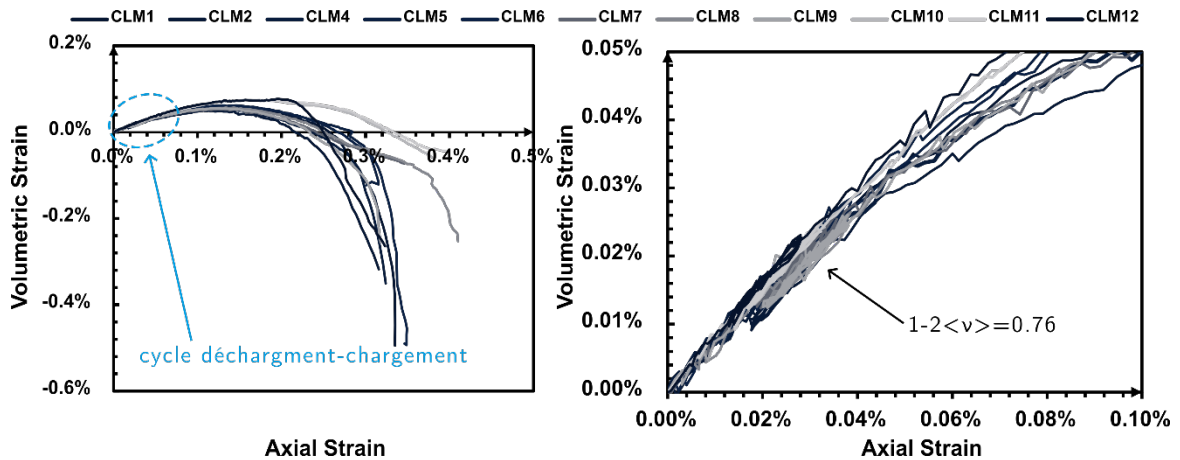 CLM1 CLM2 CLM4 CLM5 CLM6 CLM7 CLM8 CLM9 CLM10 CLM11 CLM12
0.2%
0.0%
-0.2%
-0.4%
-0.6%
Volumetric Strain
0.0% 0.1% 0.2% 0.3% 0.4% 0.5%
cycle déchargment-chargement
Axial Strain
0.05%
0.04%
0.03%
0.02%
0.01%
0.00%
Volumetric Strain
1-2<ν>=0.76
0.00% 0.02% 0.04% 0.06% 0.08% 0.10%
Axial Strain